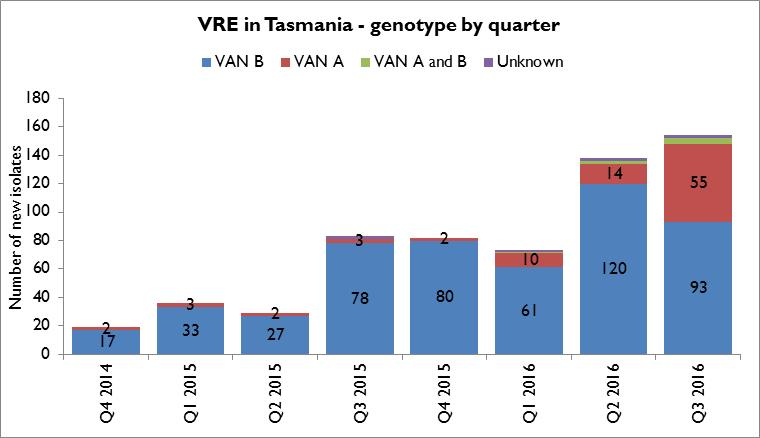 VRE in Tasmania - genotype by quarter
VAN B VAN A VAN A and B Unknown
Number of new isolates
180
160
140
120
100
80
60
40
20
0
2
17
3
33
2
27
3
78
2
80
10
61
14
120
55
93
Q4 2014
Q1 2015
Q2 2015
Q3 2015
Q4 2015
Q1 2016
Q2 2016
Q3 2016